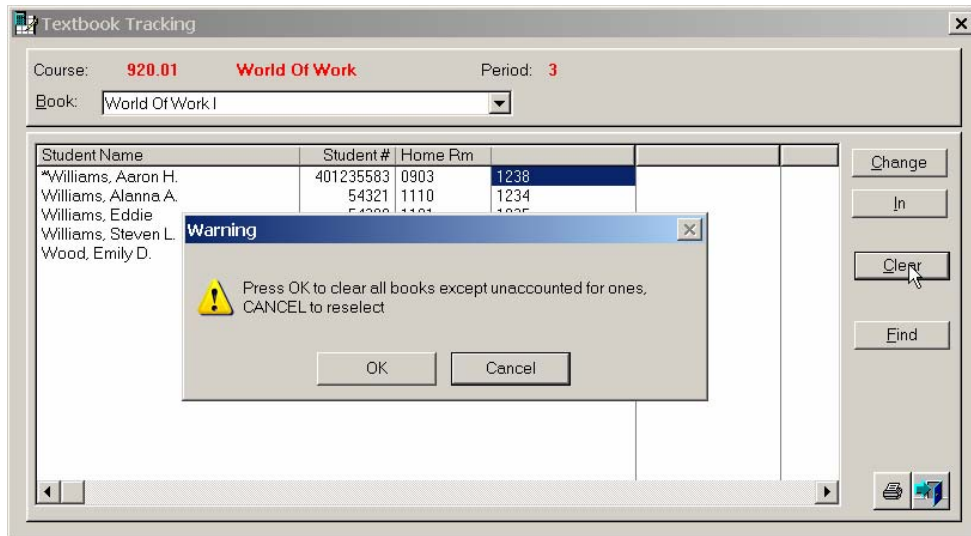 Textbook Tracking
Course: 920.01 World Of Work Period: 3
Book: World Of Work I
Student Name Student # Home Rm
*Williams, Aaron H. 401235583 0903 1238
Williams, Alanna A. 54321 1110 1234
Williams, Eddie
Williams, Steven L.
Wood, Emily D.
Warning
Press OK to clear all books except unaccounted for ones,
CANCEL to reselect
OK Cancel
Change
In
Clear
Find